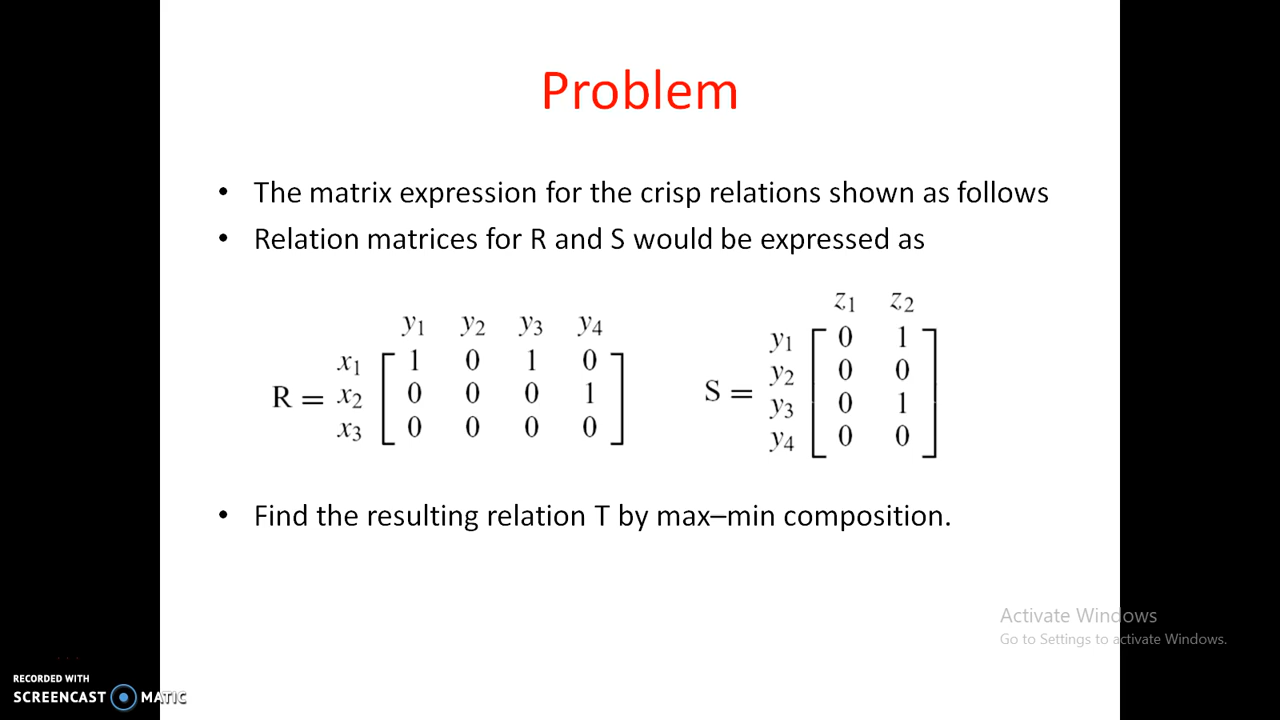 Problem
• The matrix expression for the crisp relations shown as follows
• Relation matrices for R and S would be expressed as
z1 z2
y1 y2 y3 y4
y1 0 1
x1 1 0 1 0
y2 0 0
R = x2 0 0 0 1
S =
y3 0 1
x3 0 0 0 0
y4 0 0
• Find the resulting relation T by max–min composition.
Activate Windows
Go to Settings to activate Windows.
RECORDED WITH
SCREENCAST MATIC